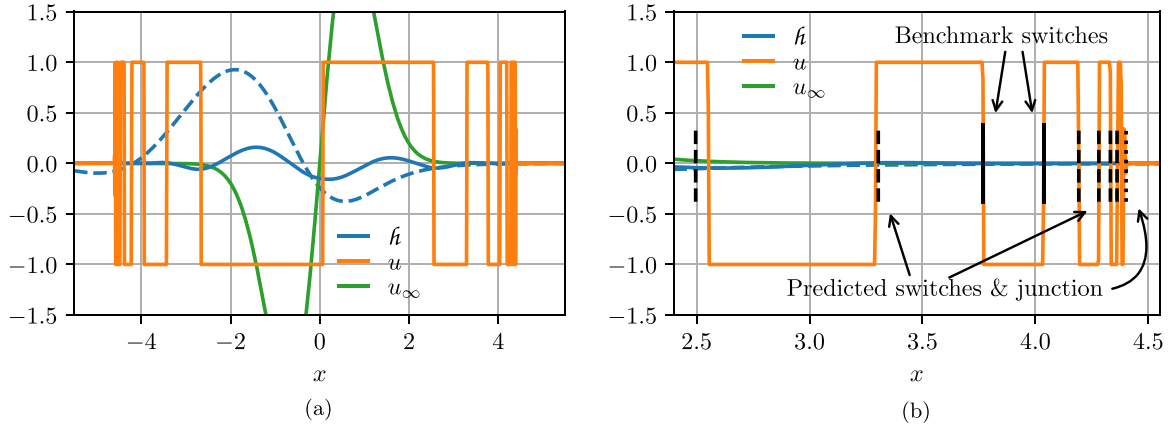 1.5
1.0
0.5
0.0
−0.5
−1.0
−1.5
−4
−2
0
2
4
x
ℏ
u
u∞
(a)
1.5
1.0
0.5
0.0
−0.5
−1.0
−1.5
2.5
3.0
3.5
4.0
4.5
x
ℏ
u
u∞
Benchmark switches
Predicted switches & junction
(b)